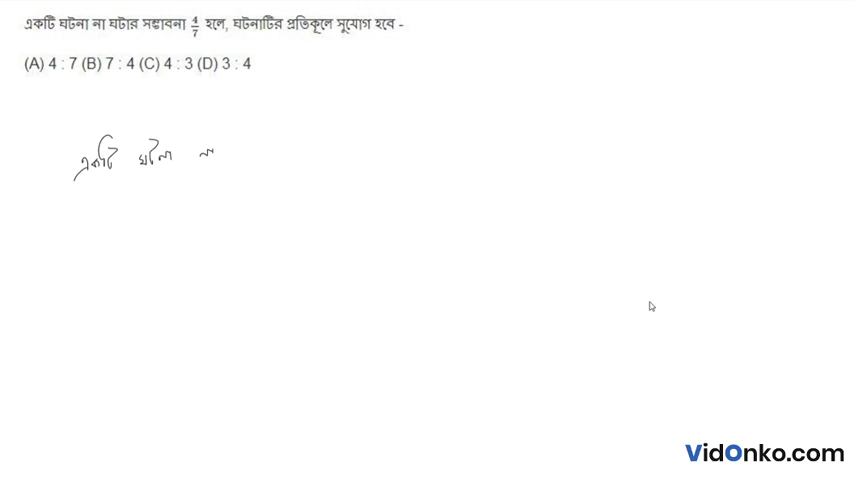 একটি ঘটনা না ঘটার সম্ভাবনা 4/7 হলে, ঘটনাটির প্রতিকূলে সুযোগ হবে -
(A) 4 : 7 (B) 7 : 4 (C) 4 : 3 (D) 3 : 4
একটি ঘটনা ন
VidOnko.com